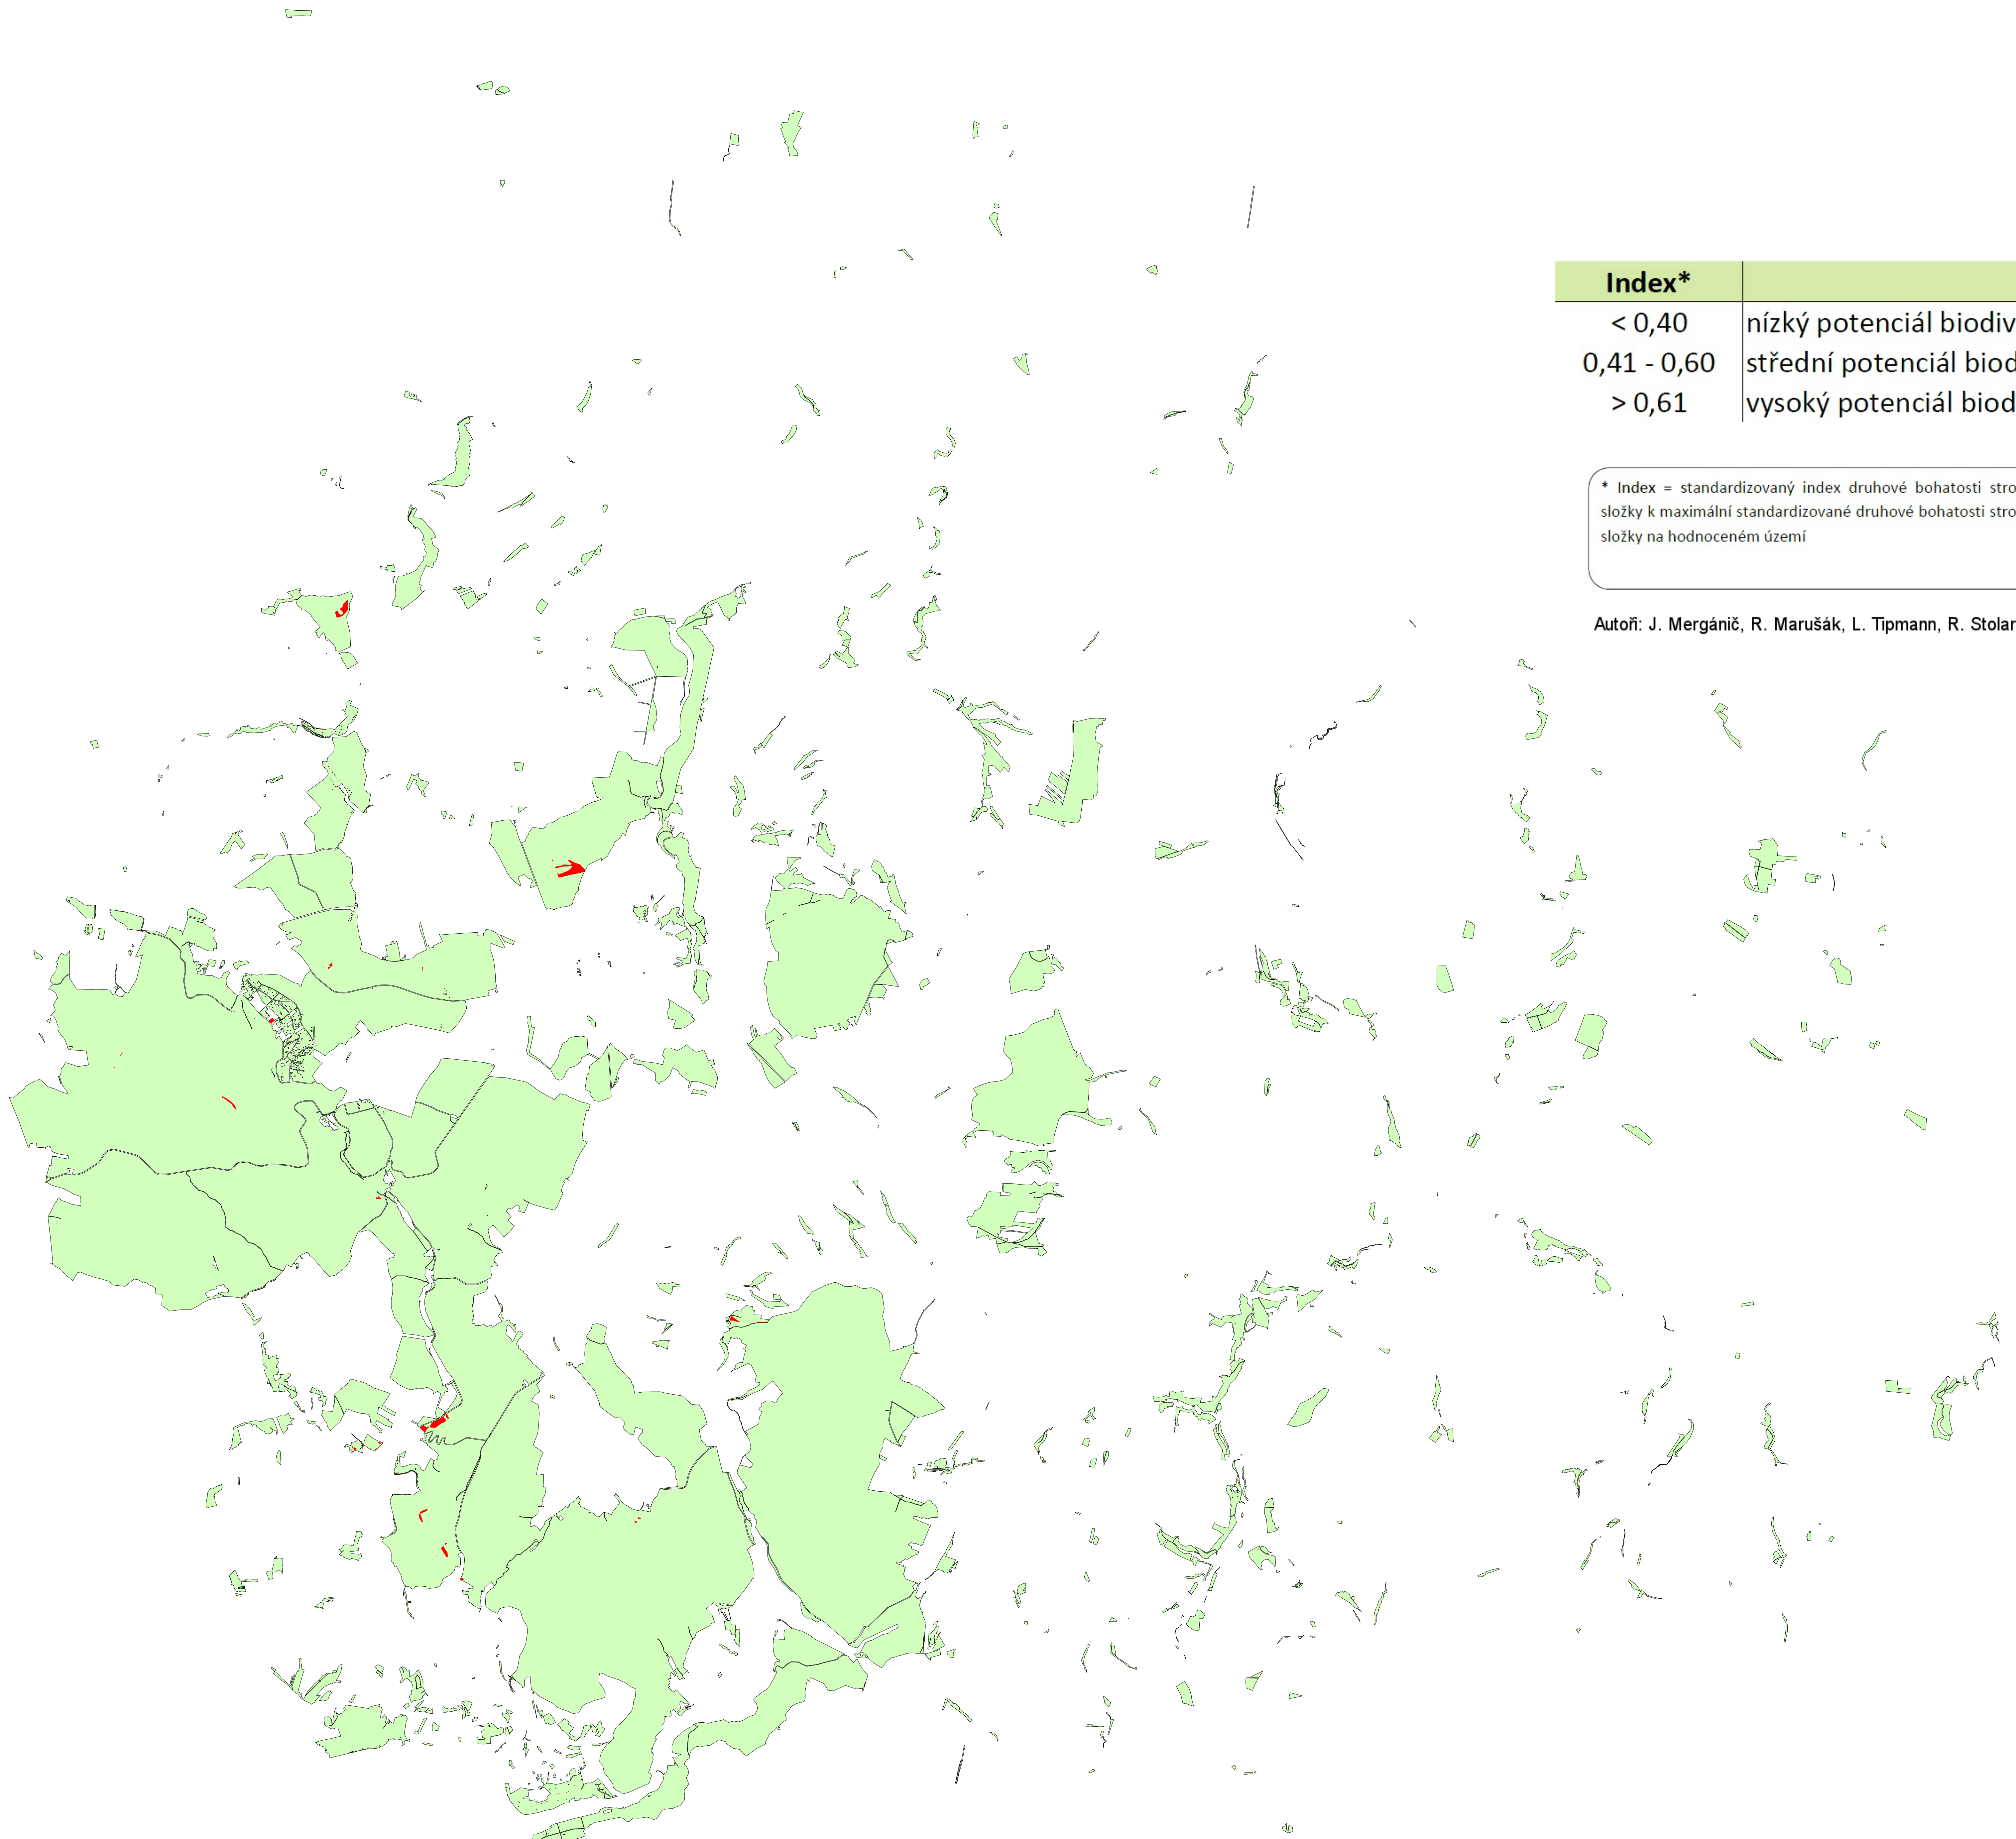 Index*
< 0,40 nízký potenciál biodiv
0,41 - 0,60 střední potenciál biod
> 0,61 vysoký potenciál biod
* Index = standardizovaný index druhové bohatosti stro
složky k maximální standardizované druhové bohatosti stro
složky na hodnoceném území
Autoři: J. Mergánič, R. Marušák, L. Tipmann, R. Stolar